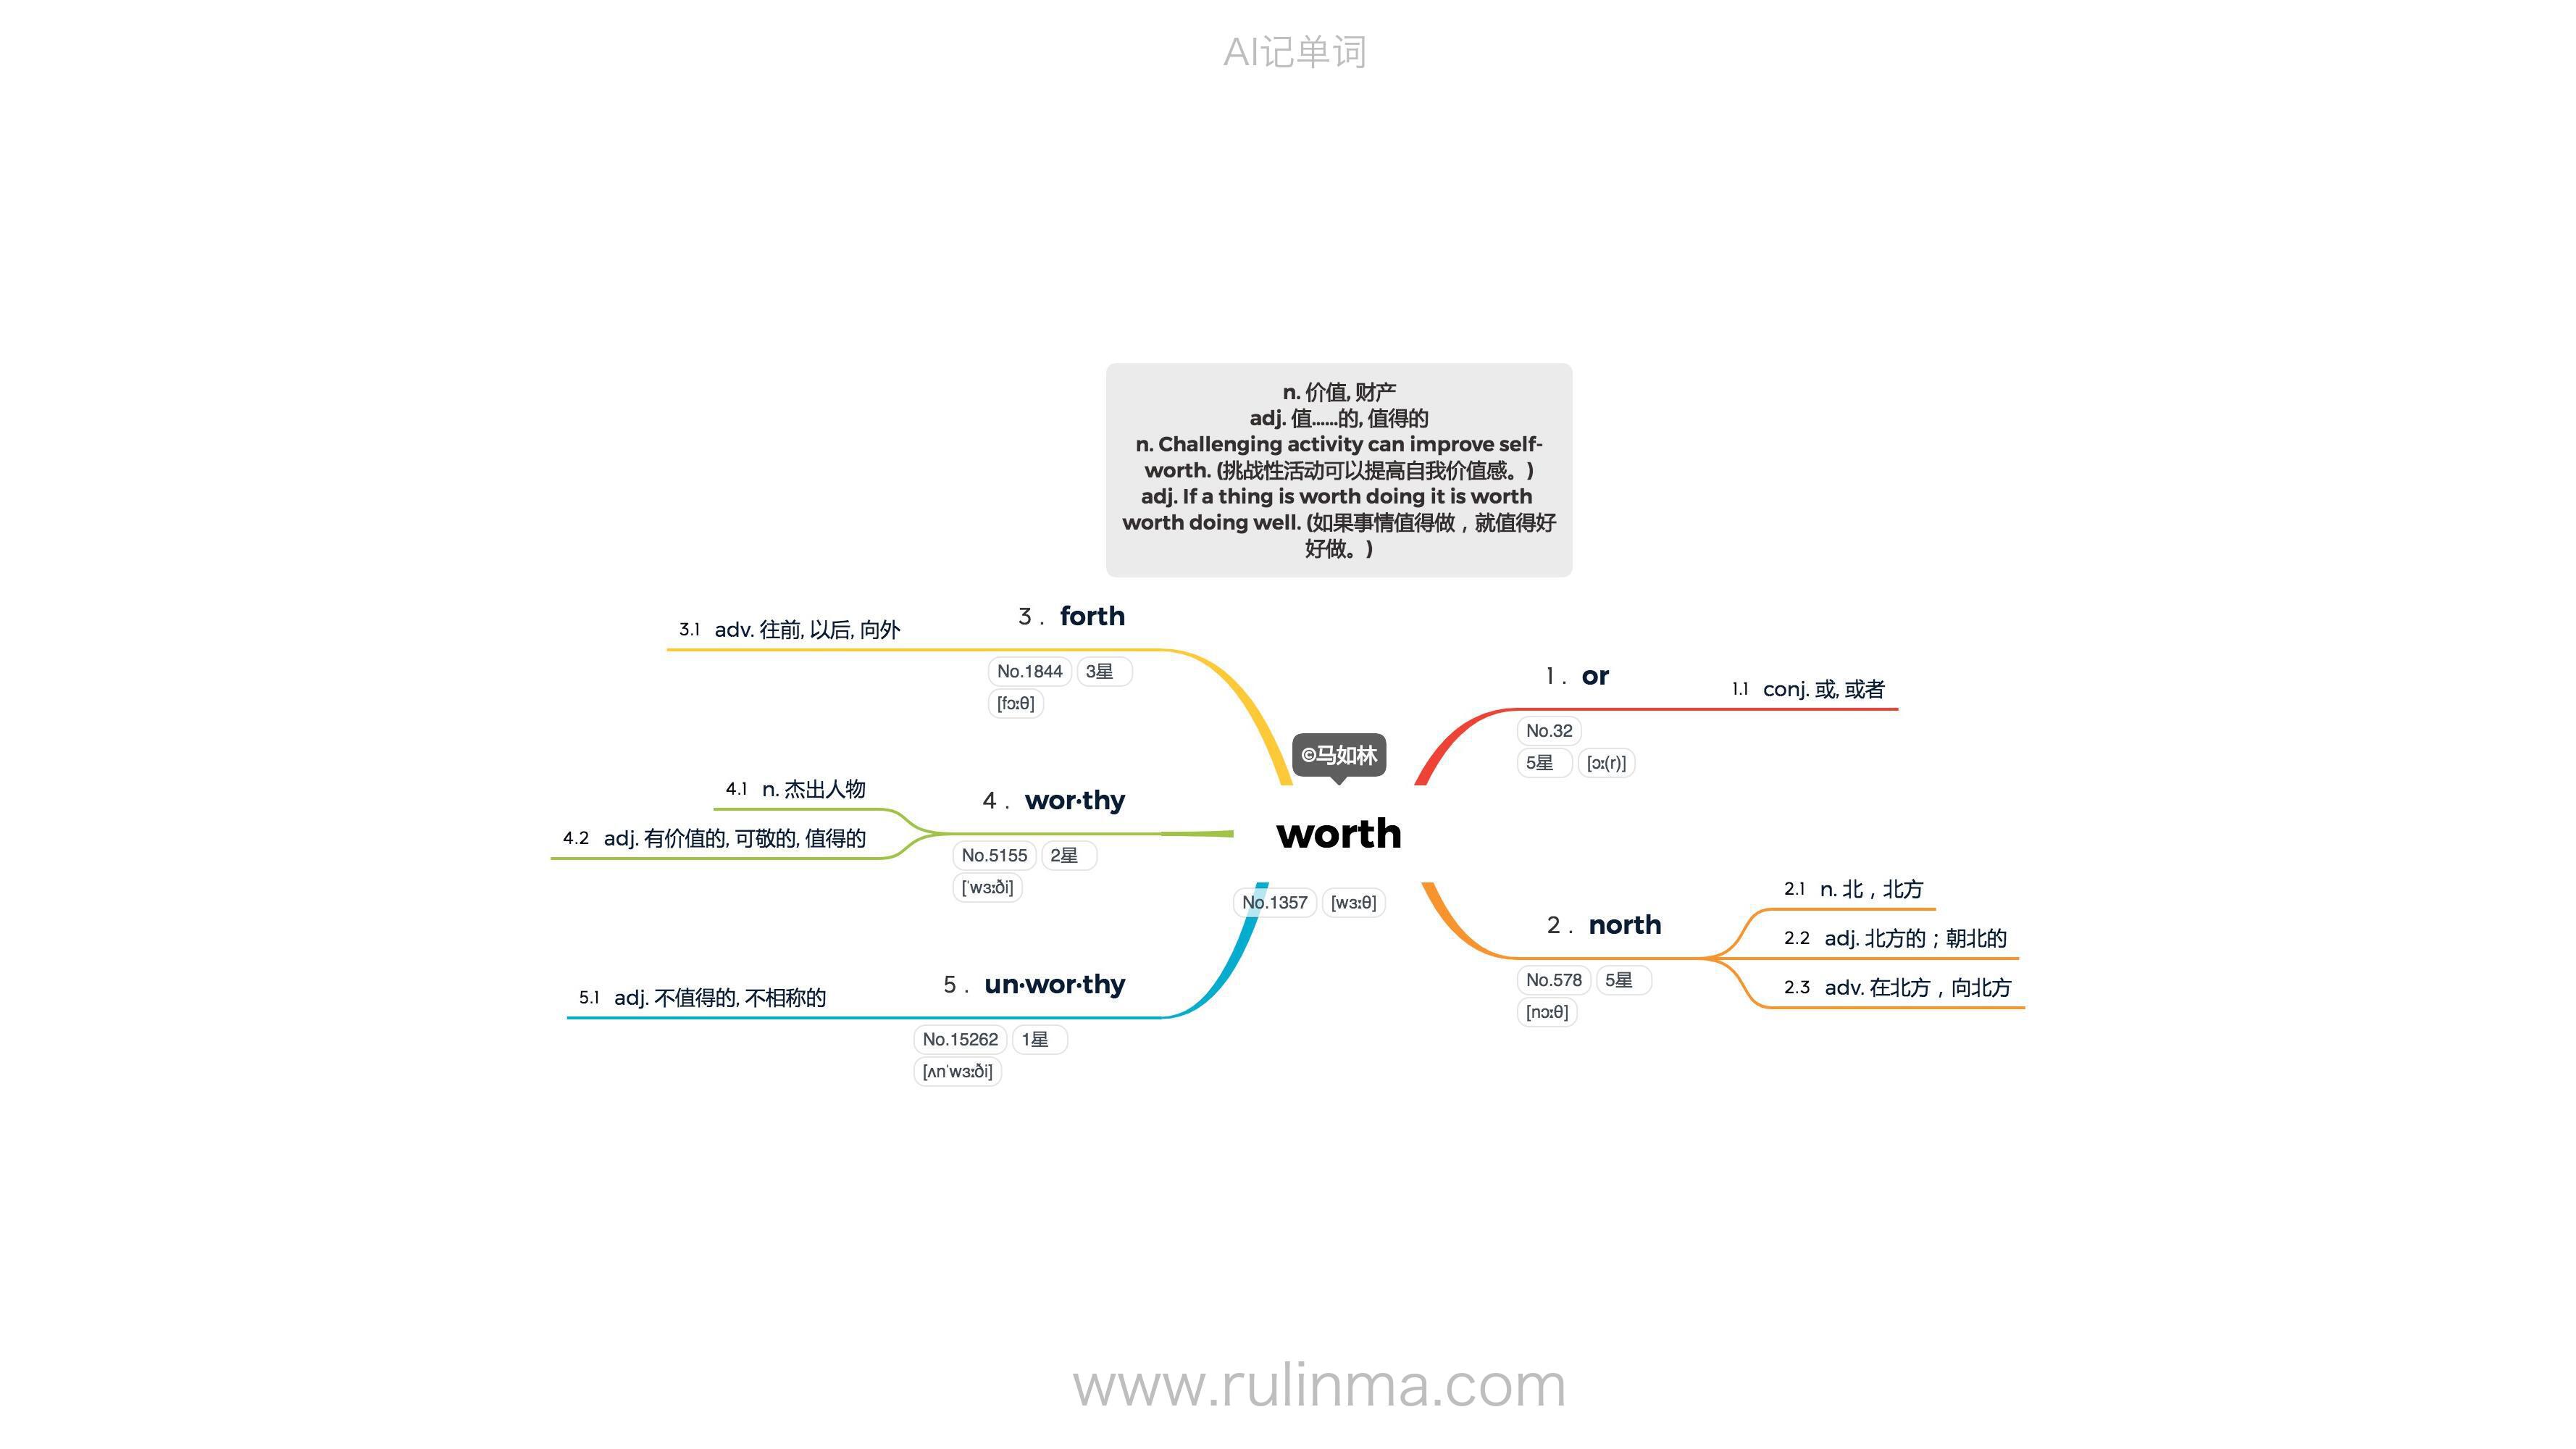 AI记单词
n. 价值, 财产
adj. 值......的, 值得的
n. Challenging activity can improve self-
worth. (挑战性活动可以提高自我价值感。)
adj. If a thing is worth doing it is worth
worth doing well. (如果事情值得做，就值得好
好做。)
©马如林
worth
No.1357 [wɜːθ]
1 . or
No.32
5星 [ɔː(r)]
1.1 conj. 或, 或者
2 . north
No.578 5星
[nɔːθ]
2.1 n. 北，北方
2.2 adj. 北方的；朝北的
2.3 adv. 在北方，向北方
3 . forth
No.1844 3星
[fɔːθ]
3.1 adv. 往前, 以后, 向外
4 . wor·thy
No.5155 2星
[ˈwɜːði]
4.1 n. 杰出人物
4.2 adj. 有价值的, 可敬的, 值得的
5 . un·wor·thy
No.15262 1星
[ʌnˈwɜːði]
5.1 adj. 不值得的, 不相称的
www.rulinma.com